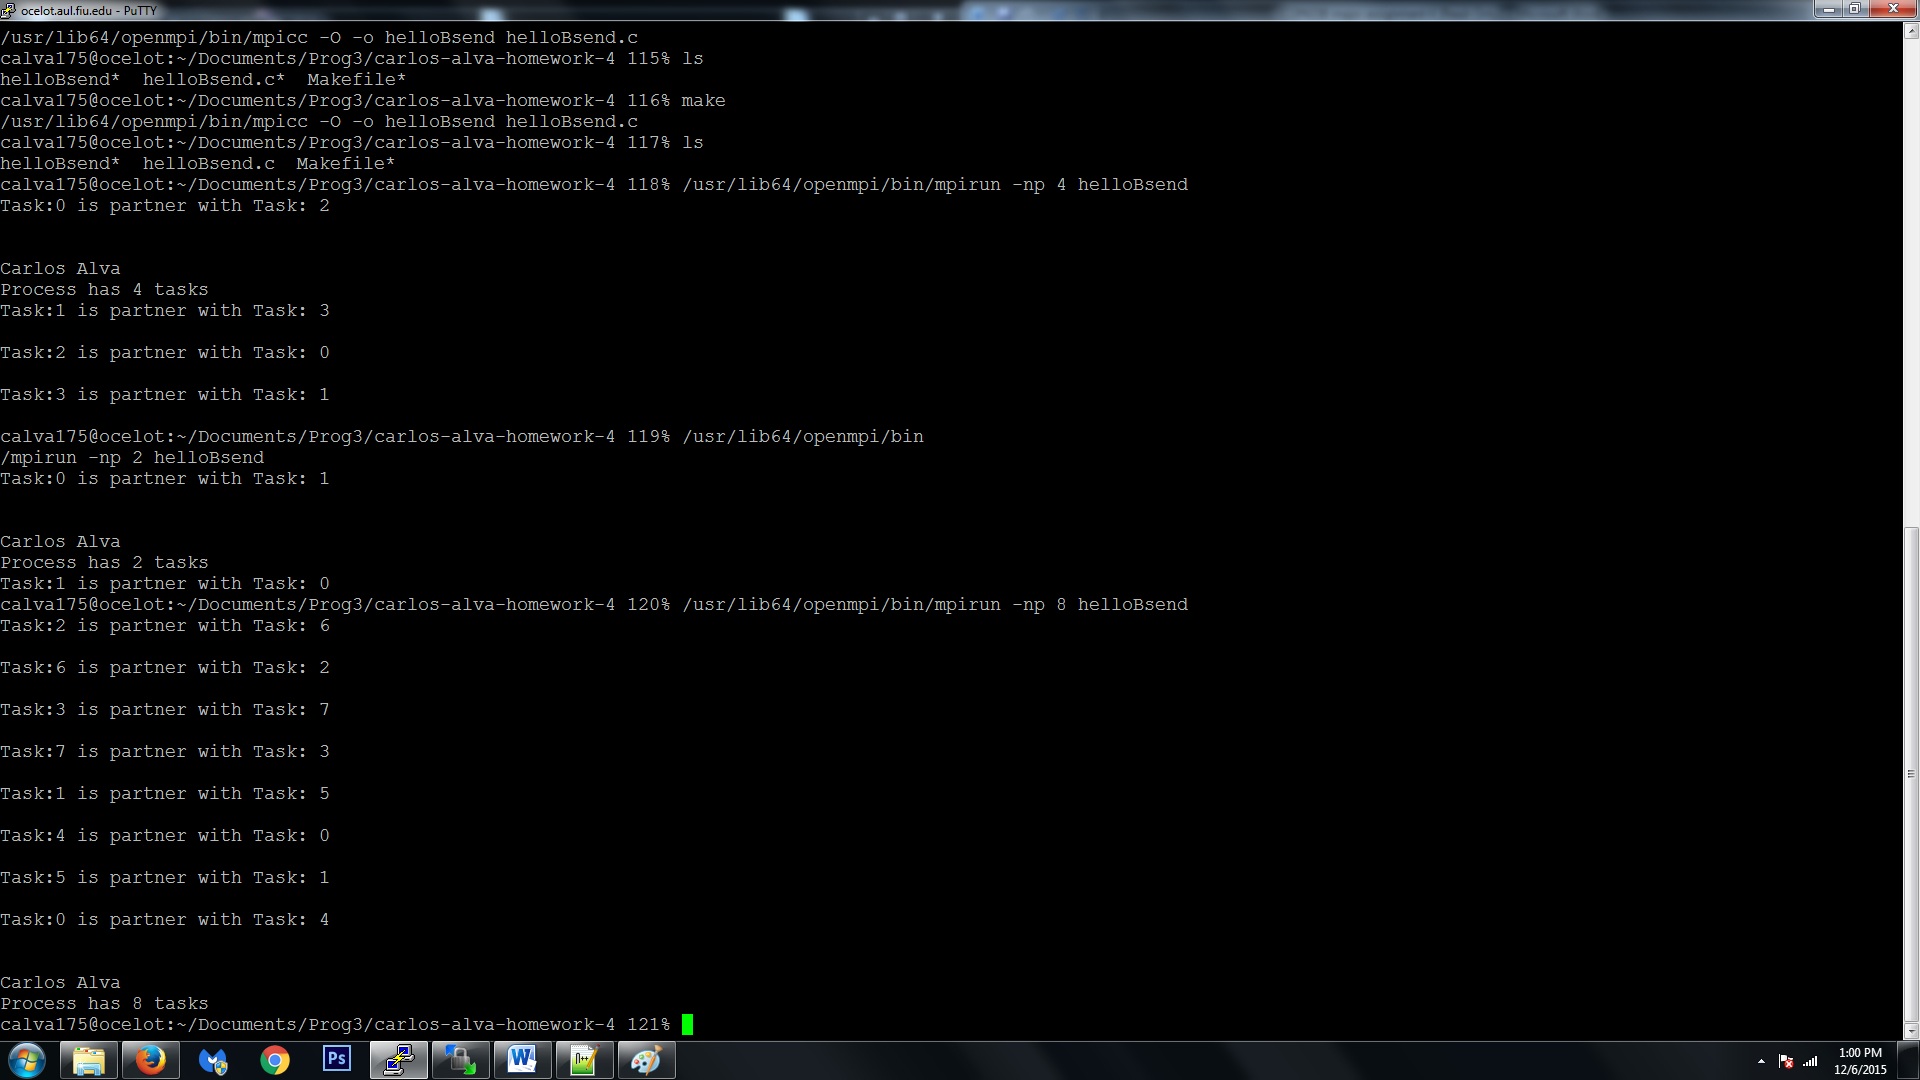 ocelot.aul.fiu.edu - PuTTY
/usr/lib64/openmpi/bin/mpicc -O -o helloBsend helloBsend.c
calva175@ocelot:~/Documents/Prog3/carlos-alva-homework-4 115% ls
helloBsend*  helloBsend.c*  Makefile*
calva175@ocelot:~/Documents/Prog3/carlos-alva-homework-4 116% make
/usr/lib64/openmpi/bin/mpicc -O -o helloBsend helloBsend.c
calva175@ocelot:~/Documents/Prog3/carlos-alva-homework-4 117% ls
helloBsend*  helloBsend.c  Makefile*
calva175@ocelot:~/Documents/Prog3/carlos-alva-homework-4 118% /usr/lib64/openmpi/bin/mpirun -np 4 helloBsend
Task:0 is partner with Task: 2
Carlos Alva
Process has 4 tasks
Task:1 is partner with Task: 3
Task:2 is partner with Task: 0
Task:3 is partner with Task: 1
calva175@ocelot:~/Documents/Prog3/carlos-alva-homework-4 119% /usr/lib64/openmpi/bin
/mpirun -np 2 helloBsend
Task:0 is partner with Task: 1
Carlos Alva
Process has 2 tasks
Task:1 is partner with Task: 0
calva175@ocelot:~/Documents/Prog3/carlos-alva-homework-4 120% /usr/lib64/openmpi/bin/mpirun -np 8 helloBsend
Task:2 is partner with Task: 6
Task:6 is partner with Task: 2
Task:3 is partner with Task: 7
Task:7 is partner with Task: 3
Task:1 is partner with Task: 5
Task:4 is partner with Task: 0
Task:5 is partner with Task: 1
Task:0 is partner with Task: 4
Carlos Alva
Process has 8 tasks
calva175@ocelot:~/Documents/Prog3/carlos-alva-homework-4 121%
Ps
W
1:00 PM
12/6/2015